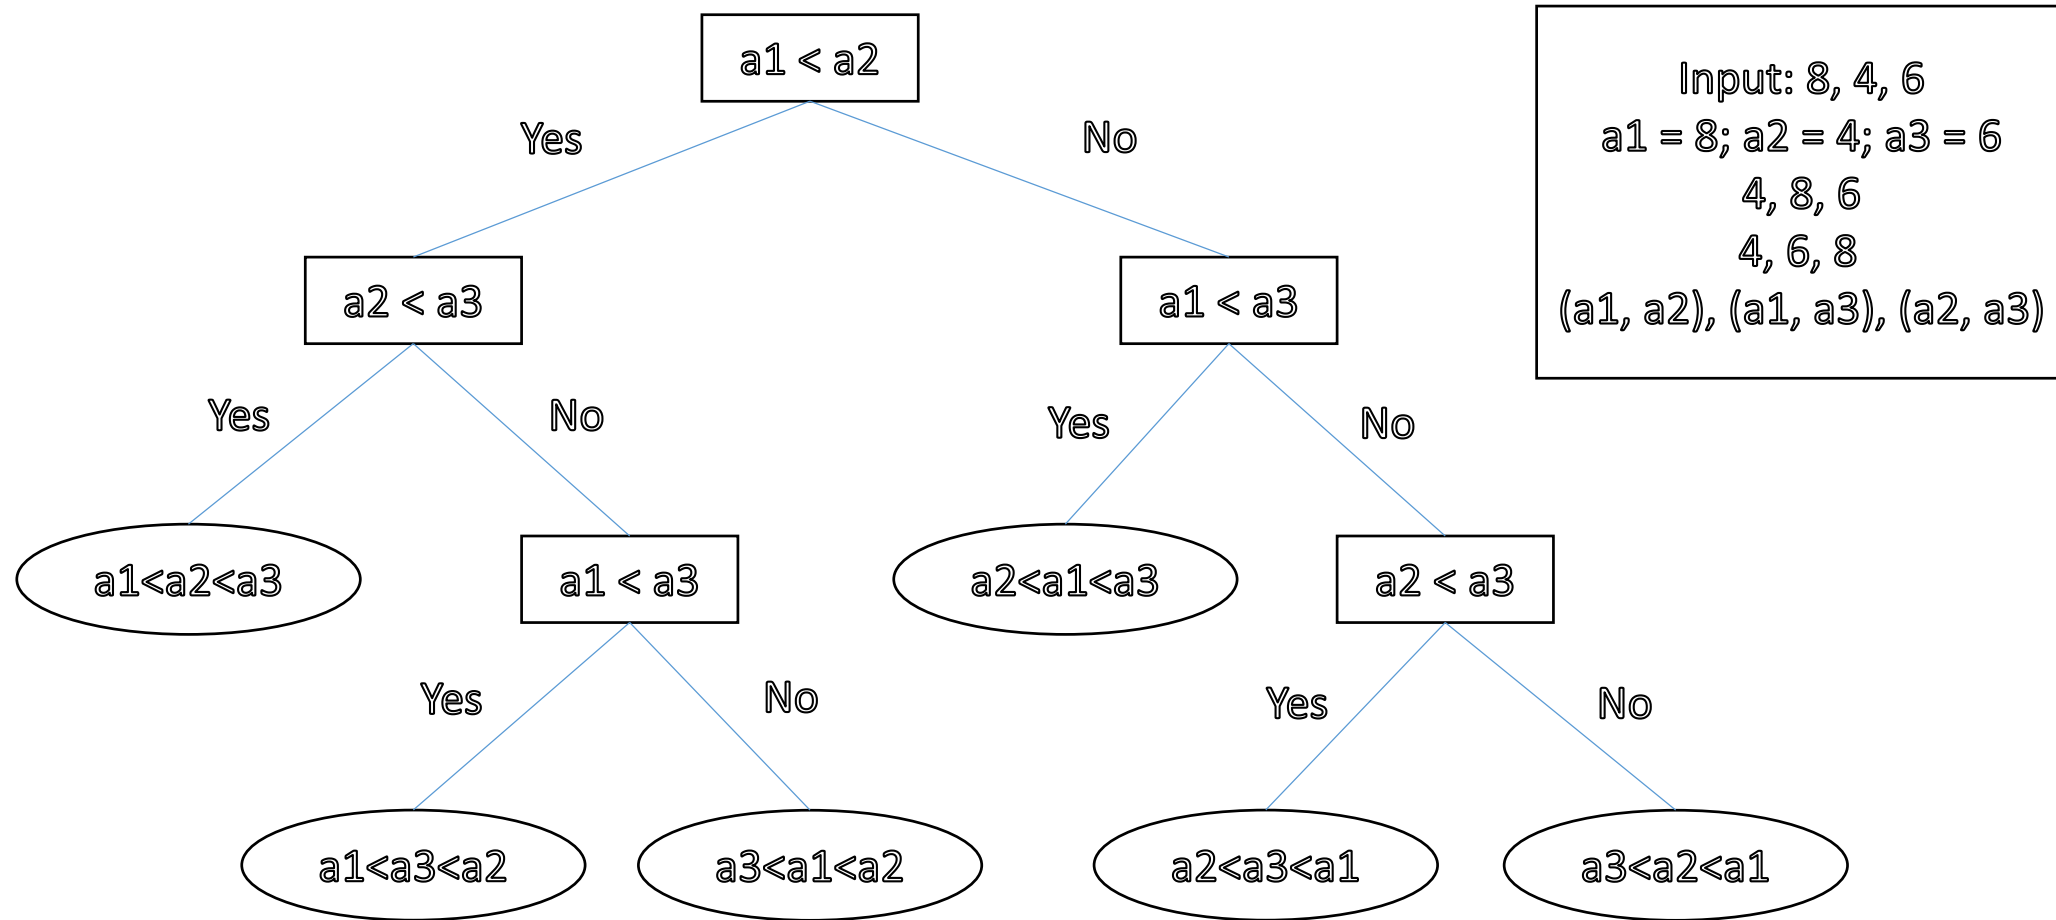 a1 < a2
Input: 8, 4, 6
a1 = 8; a2 = 4; a3 = 6
4, 8, 6
4, 6, 8
(a1, a2), (a1, a3), (a2, a3)
Yes
No
a2 < a3
a1 < a3
Yes
No
Yes
No
a1<a2<a3
a1 < a3
a2<a1<a3
a2 < a3
Yes
No
Yes
No
a1<a3<a2
a3<a1<a2
a2<a3<a1
a3<a2<a1